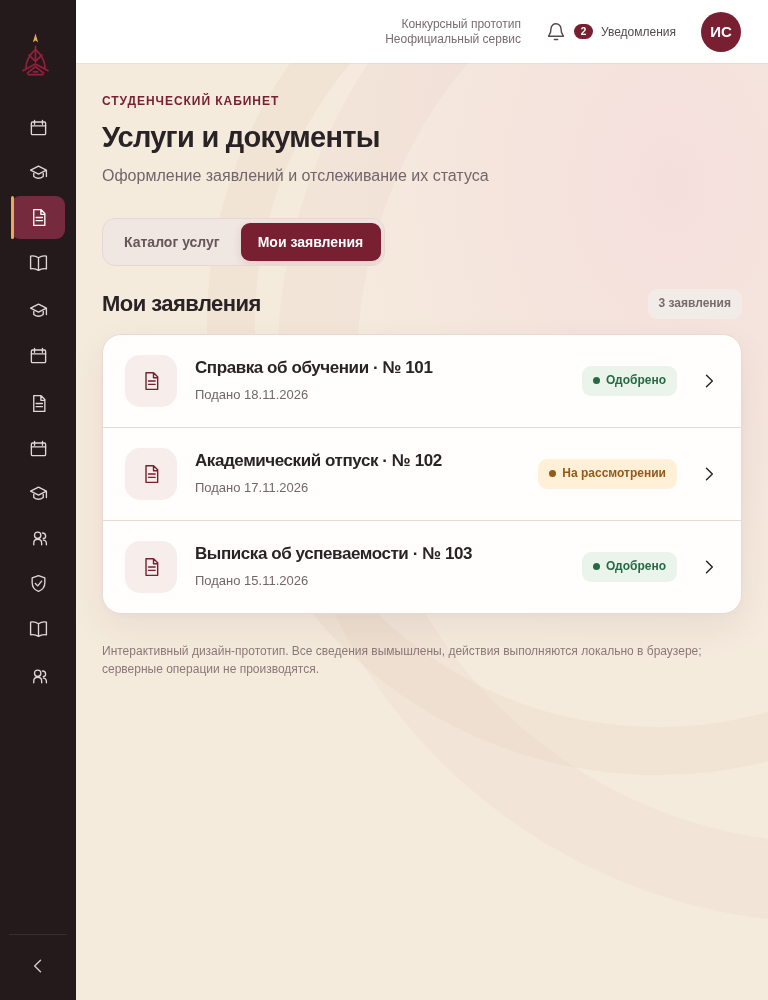 Конкурсный прототип
Неофициальный сервис
2 Уведомления
ИС
СТУДЕНЧЕСКИЙ КАБИНЕТ
Услуги и документы
Оформление заявлений и отслеживание их статуса
Каталог услуг Мои заявления
Мои заявления 3 заявления
Справка об обучении · № 101
Подано 18.11.2026
Одобрено
Академический отпуск · № 102
Подано 17.11.2026
На рассмотрении
Выписка об успеваемости · № 103
Подано 15.11.2026
Одобрено
Интерактивный дизайн-прототип. Все сведения вымышлены, действия выполняются локально в браузере;
серверные операции не производятся.